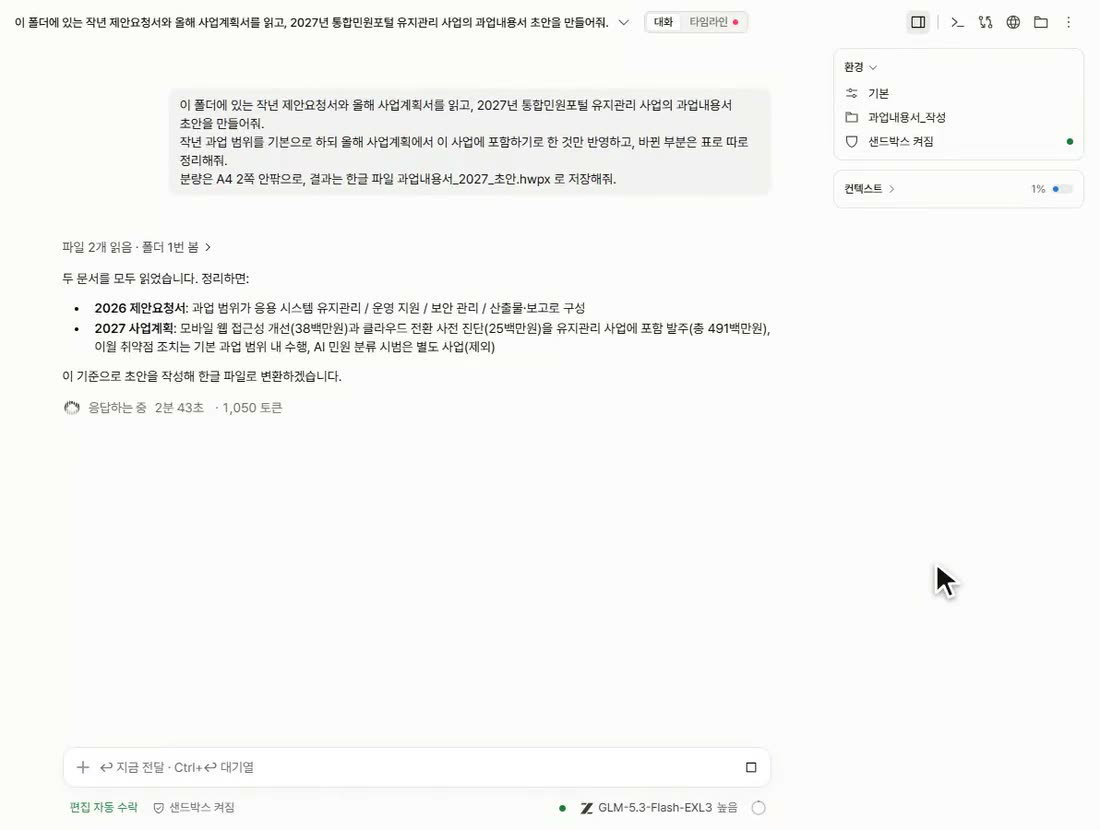 이 폴더에 있는 작년 제안요청서와 올해 사업계획서를 읽고, 2027년 통합민원포털 유지관리 사업의 과업내용서 초안을 만들어줘.
대화 타임라인
환경
기본
과업내용서_작성
샌드박스 켜짐
컨텍스트 1%
이 폴더에 있는 작년 제안요청서와 올해 사업계획서를 읽고, 2027년 통합민원포털 유지관리 사업의 과업내용서
초안을 만들어줘.
작년 과업 범위를 기본으로 하되 올해 사업계획에서 이 사업에 포함하기로 한 것만 반영하고, 바뀐 부분은 표로 따로
정리해줘.
분량은 A4 2쪽 안팎으로, 결과는 한글 파일 과업내용서_2027_초안.hwpx 로 저장해줘.
파일 2개 읽음 · 폴더 1번 봄
두 문서를 모두 읽었습니다. 정리하면:
• 2026 제안요청서: 과업 범위가 응용 시스템 유지관리 / 운영 지원 / 보안 관리 / 산출물·보고로 구성
• 2027 사업계획: 모바일 웹 접근성 개선(38백만원)과 클라우드 전환 사전 진단(25백만원)을 유지관리 사업에 포함 발주(총 491백만원),
이월 취약점 조치는 기본 과업 범위 내 수행, AI 민원 분류 시범은 별도 사업(제외)
이 기준으로 초안을 작성해 한글 파일로 변환하겠습니다.
응답하는 중 2분 43초 · 1,050 토큰
↩ 지금 전달 · Ctrl+↩ 대기열
편집 자동 수락 샌드박스 켜짐
GLM-5.3-Flash-EXL3 높음